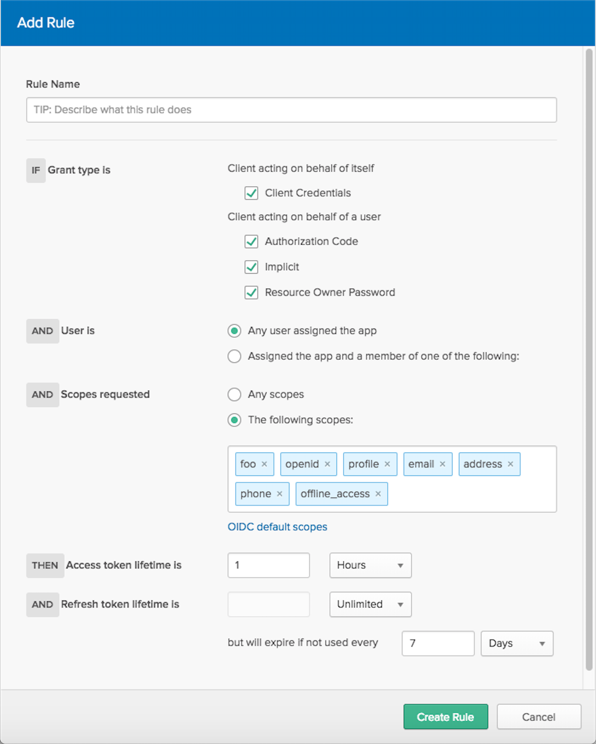 Add Rule
Rule Name
TIP: Describe what this rule does
IF Grant type is
Client acting on behalf of itself
Client Credentials
Client acting on behalf of a user
Authorization Code
Implicit
Resource Owner Password
AND User is
Any user assigned the app
Assigned the app and a member of one of the following:
AND Scopes requested
Any scopes
The following scopes:
foo × openid × profile × email × address ×
phone × offline_access ×
OIDC default scopes
THEN Access token lifetime is 1 Hours
AND Refresh token lifetime is Unlimited
but will expire if not used every 7 Days
Create Rule Cancel